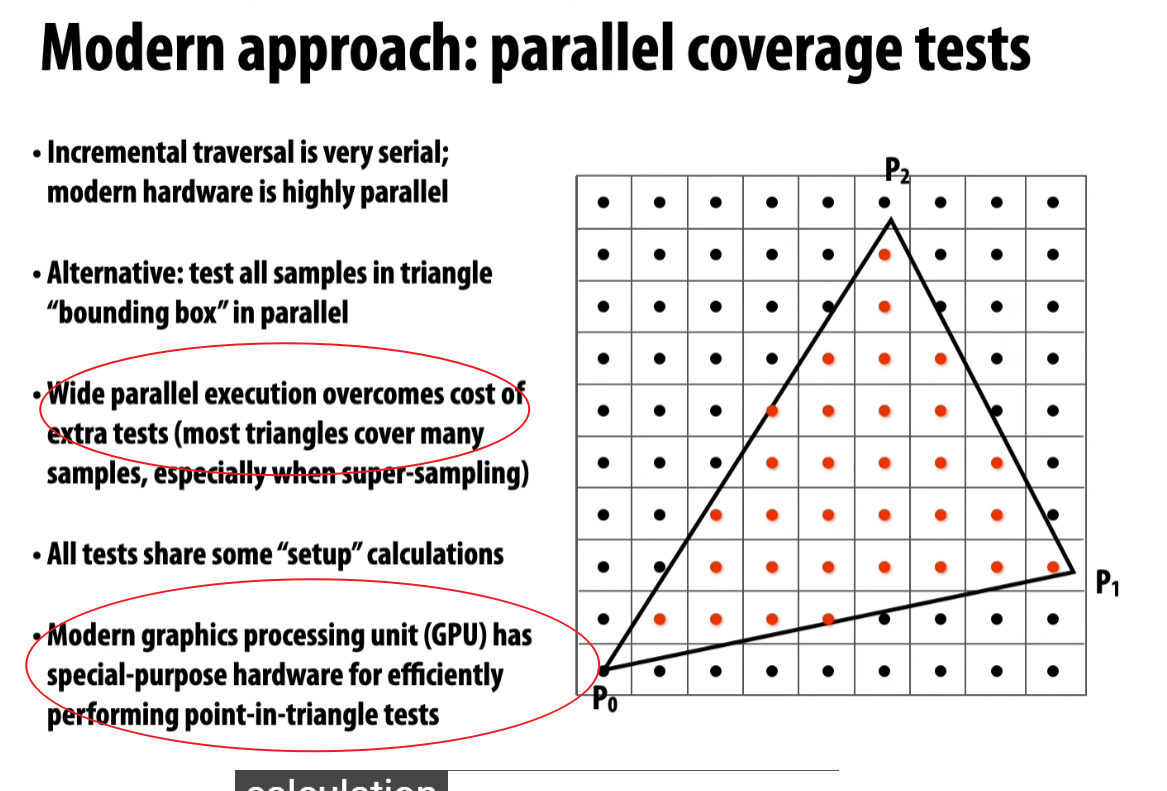 Modern approach: parallel coverage tests
• Incremental traversal is very serial;
modern hardware is highly parallel
• Alternative: test all samples in triangle
“bounding box” in parallel
• Wide parallel execution overcomes cost of
extra tests (most triangles cover many
samples, especially when super-sampling)
• All tests share some “setup” calculations
• Modern graphics processing unit (GPU) has
special-purpose hardware for efficiently
performing point-in-triangle tests
P2
P1
P0
calculation